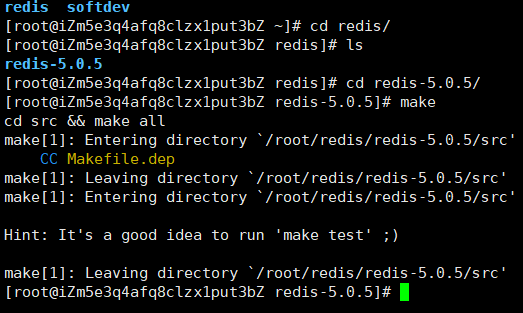 redis  softdev
[root@iZm5e3q4afq8clzx1put3bZ ~]# cd redis/
[root@iZm5e3q4afq8clzx1put3bZ redis]# ls
redis-5.0.5
[root@iZm5e3q4afq8clzx1put3bZ redis]# cd redis-5.0.5/
[root@iZm5e3q4afq8clzx1put3bZ redis-5.0.5]# make
cd src && make all
make[1]: Entering directory `/root/redis/redis-5.0.5/src'
    CC Makefile.dep
make[1]: Leaving directory `/root/redis/redis-5.0.5/src'
make[1]: Entering directory `/root/redis/redis-5.0.5/src'

Hint: It's a good idea to run 'make test' ;)

make[1]: Leaving directory `/root/redis/redis-5.0.5/src'
[root@iZm5e3q4afq8clzx1put3bZ redis-5.0.5]#